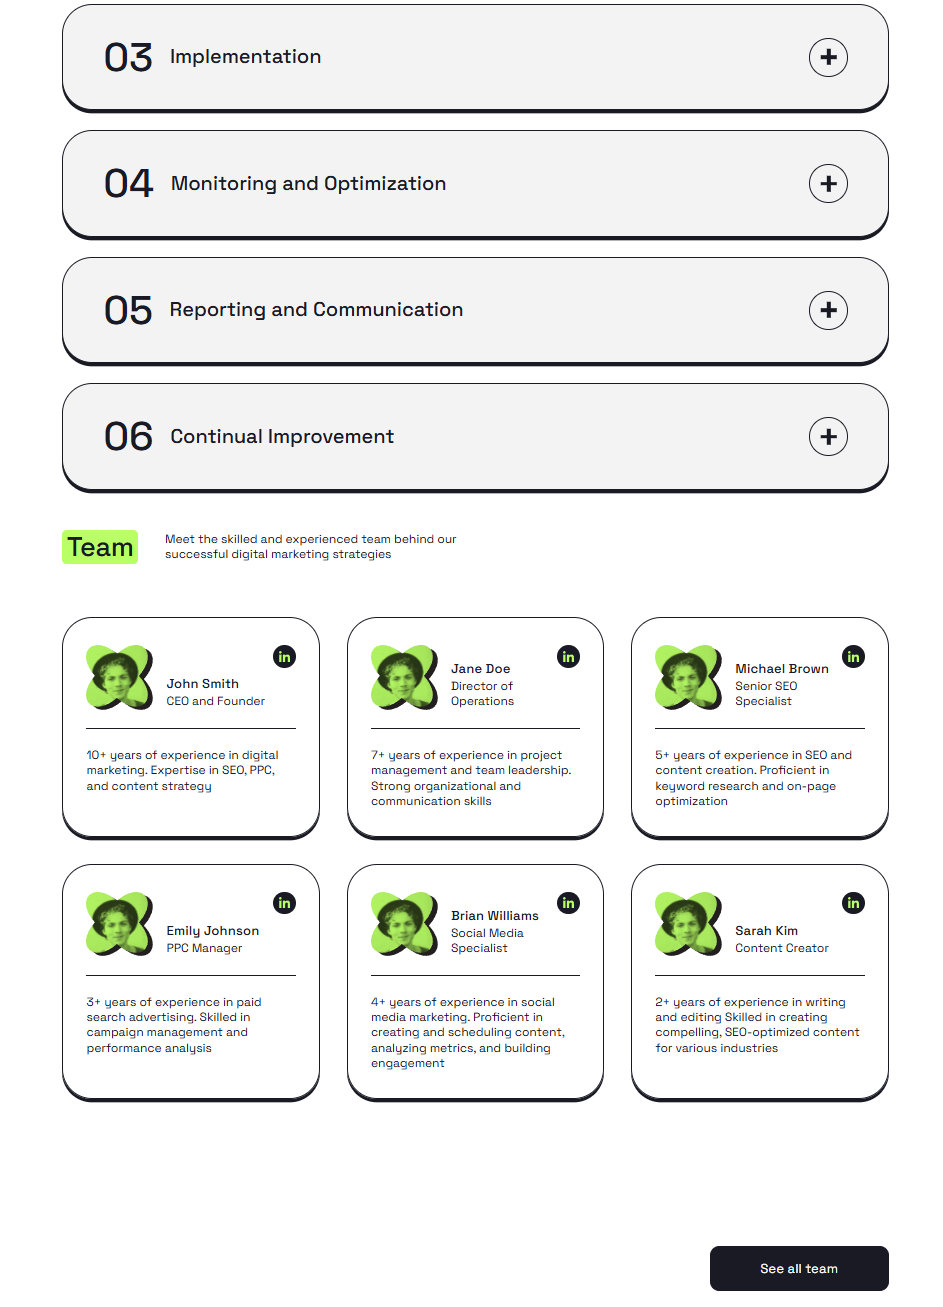 03 Implementation
04 Monitoring and Optimization
05 Reporting and Communication
06 Continual Improvement
Team
Meet the skilled and experienced team behind our
successful digital marketing strategies
in
John Smith
CEO and Founder
10+ years of experience in digital
marketing. Expertise in SEO, PPC,
and content strategy
in
Jane Doe
Director of
Operations
7+ years of experience in project
management and team leadership.
Strong organizational and
communication skills
in
Michael Brown
Senior SEO
Specialist
5+ years of experience in SEO and
content creation. Proficient in
keyword research and on-page
optimization
in
Emily Johnson
PPC Manager
3+ years of experience in paid
search advertising. Skilled in
campaign management and
performance analysis
in
Brian Williams
Social Media
Specialist
4+ years of experience in social
media marketing. Proficient in
creating and scheduling content,
analyzing metrics, and building
engagement
in
Sarah Kim
Content Creator
2+ years of experience in writing
and editing Skilled in creating
compelling, SEO-optimized content
for various industries
See all team